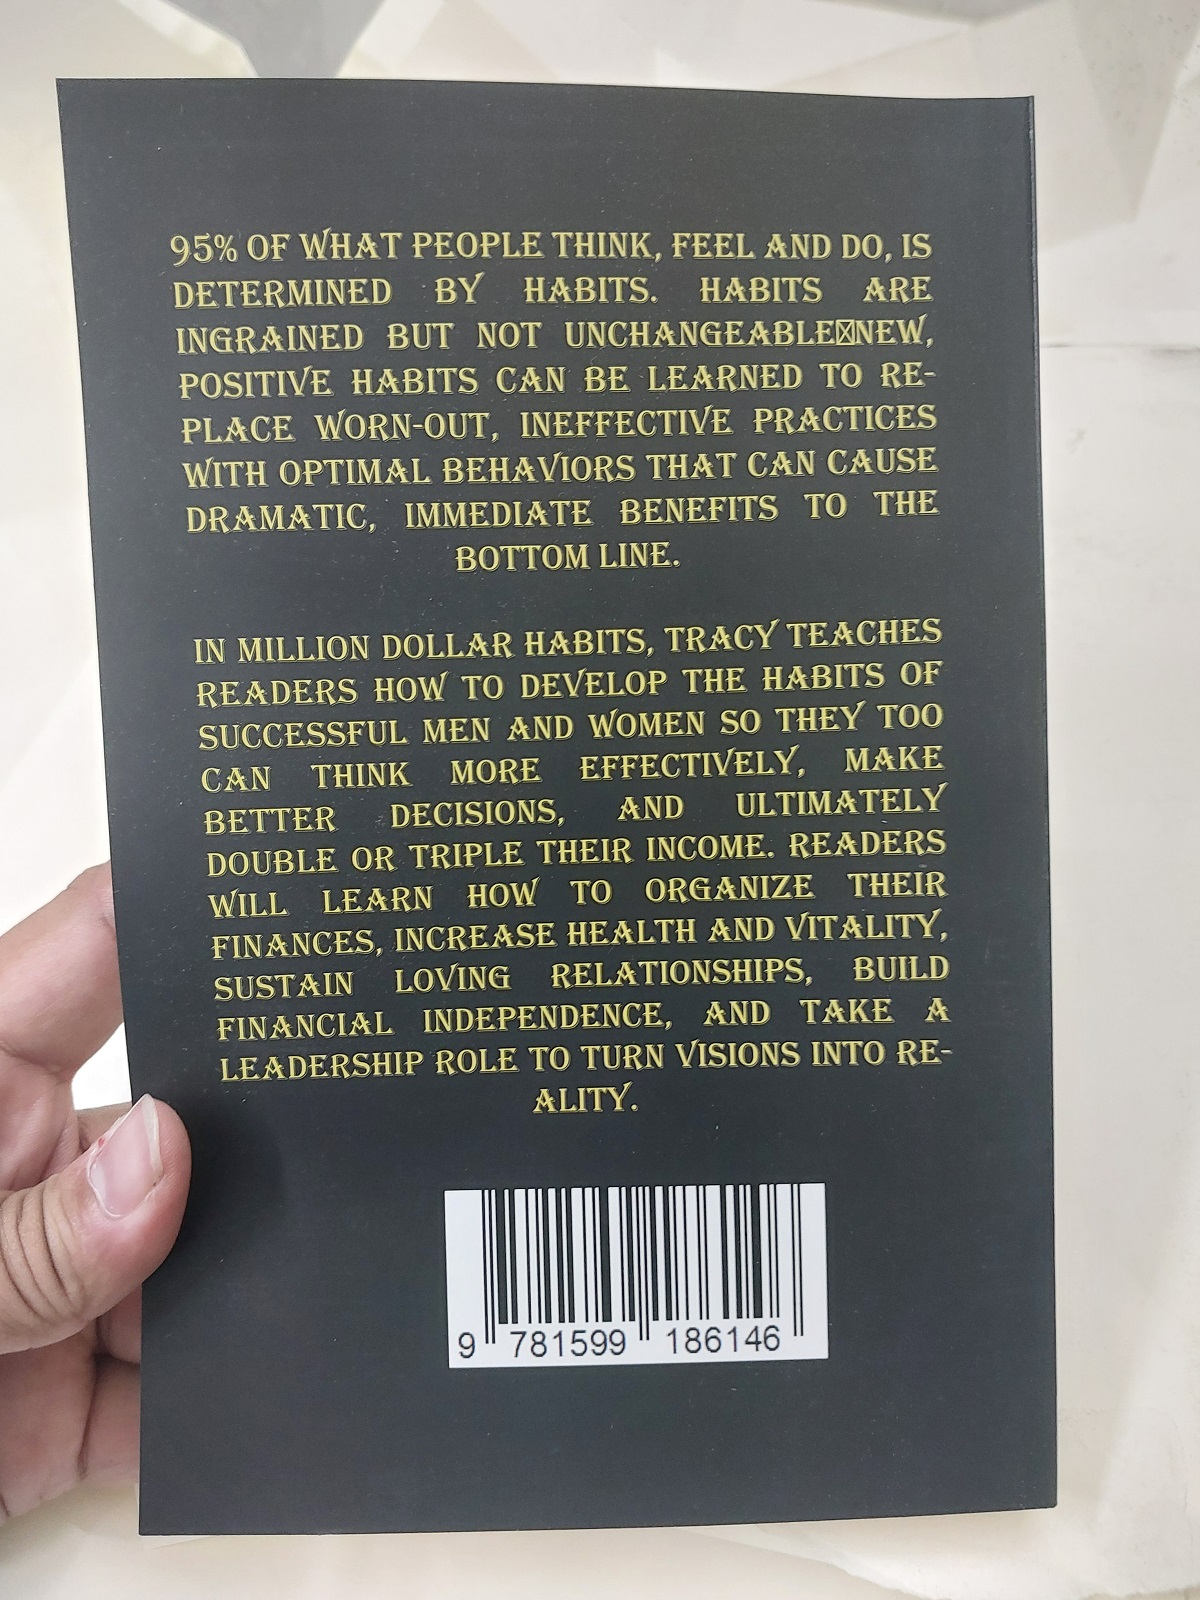 95% OF WHAT PEOPLE THINK, FEEL AND DO, IS
DETERMINED BY HABITS. HABITS ARE
INGRAINED BUT NOT UNCHANGEABLE☒NEW,
POSITIVE HABITS CAN BE LEARNED TO RE-
PLACE WORN-OUT, INEFFECTIVE PRACTICES
WITH OPTIMAL BEHAVIORS THAT CAN CAUSE
DRAMATIC, IMMEDIATE BENEFITS TO THE
BOTTOM LINE.
IN MILLION DOLLAR HABITS, TRACY TEACHES
READERS HOW TO DEVELOP THE HABITS OF
SUCCESSFUL MEN AND WOMEN SO THEY TOO
CAN THINK MORE EFFECTIVELY, MAKE
BETTER DECISIONS, AND ULTIMATELY
DOUBLE OR TRIPLE THEIR INCOME. READERS
WILL LEARN HOW TO ORGANIZE THEIR
FINANCES, INCREASE HEALTH AND VITALITY,
SUSTAIN LOVING RELATIONSHIPS, BUILD
FINANCIAL INDEPENDENCE, AND TAKE A
LEADERSHIP ROLE TO TURN VISIONS INTO RE-
ALITY.
9 781599 186146